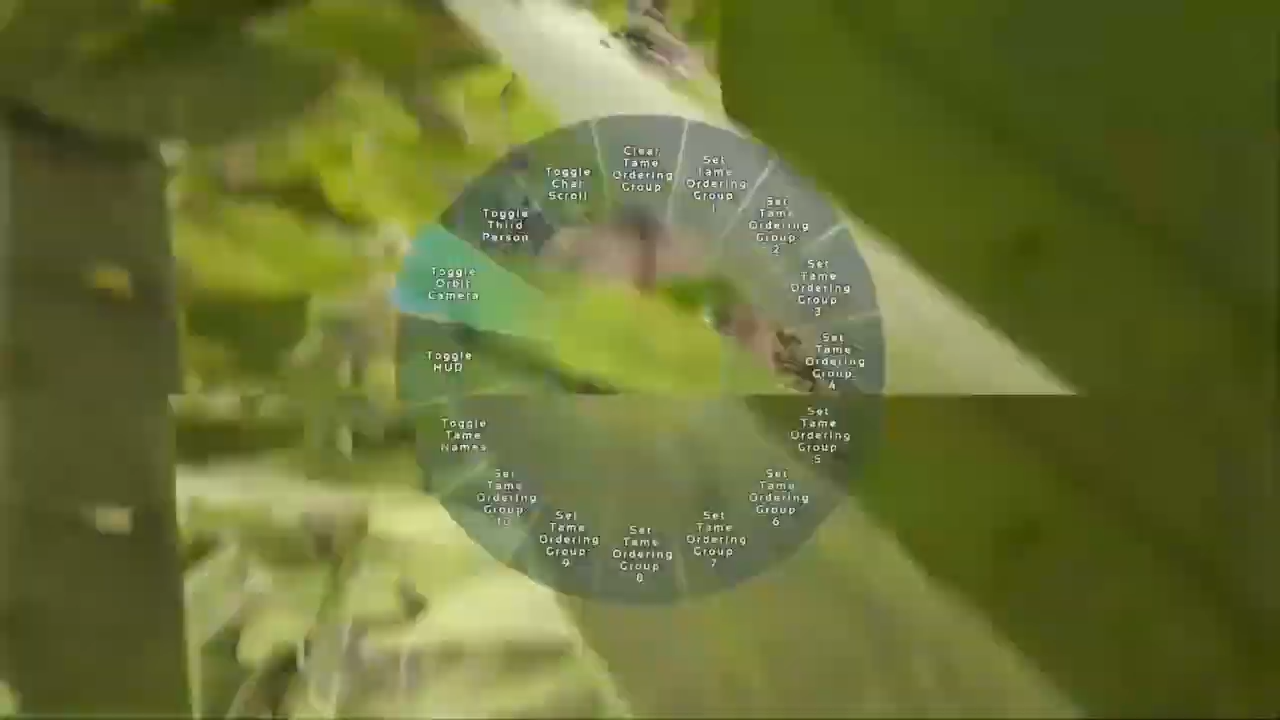 Clear
Tame
Ordering
Group
Set
Tame
Ordering
Group
1
Set
Tame
Ordering
Group
2
Set
Tame
Ordering
Group
3
Set
Tame
Ordering
Group
4
Set
Tame
Ordering
Group
5
Set
Tame
Ordering
Group
6
Set
Tame
Ordering
Group
7
Set
Tame
Ordering
Group
8
Set
Tame
Ordering
Group
9
Set
Tame
Ordering
Group
10
Toggle
Tame
Names
Toggle
HUD
Toggle
Orbit
Camera
Toggle
Third
Person
Toggle
Chat
Scroll